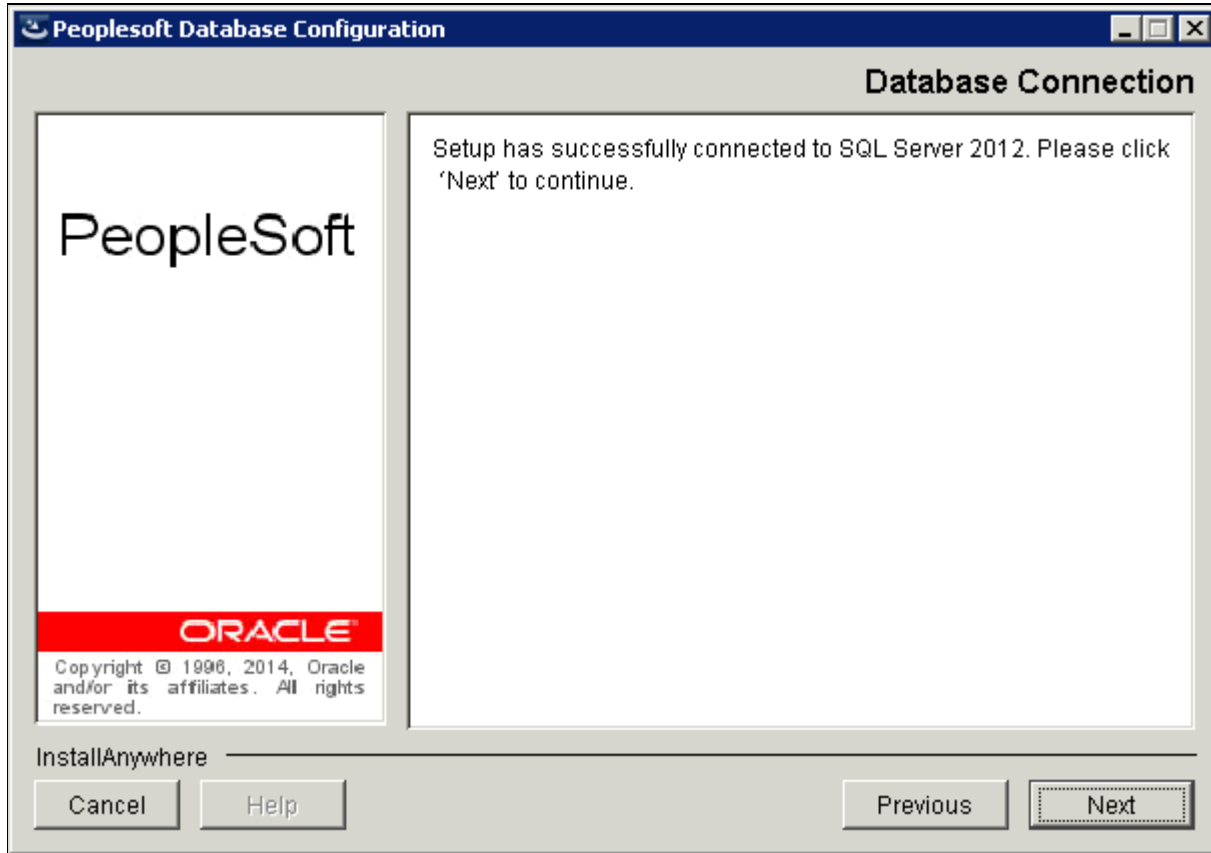 Peoplesoft Database Configuration
Database Connection
PeopleSoft
Setup has successfully connected to SQL Server 2012. Please click
‘Next’ to continue.
ORACLE
Copyright © 1996, 2014, Oracle
and/or its affiliates. All rights
reserved.
InstallAnywhere
Cancel
Help
Previous
Next